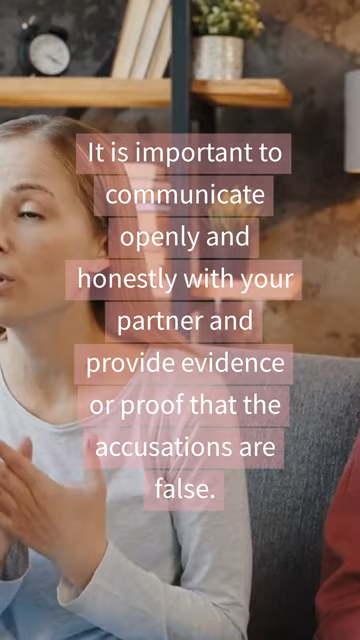 It is important to
communicate
openly and
honestly with your
partner and
provide evidence
or proof that the
accusations are
false.